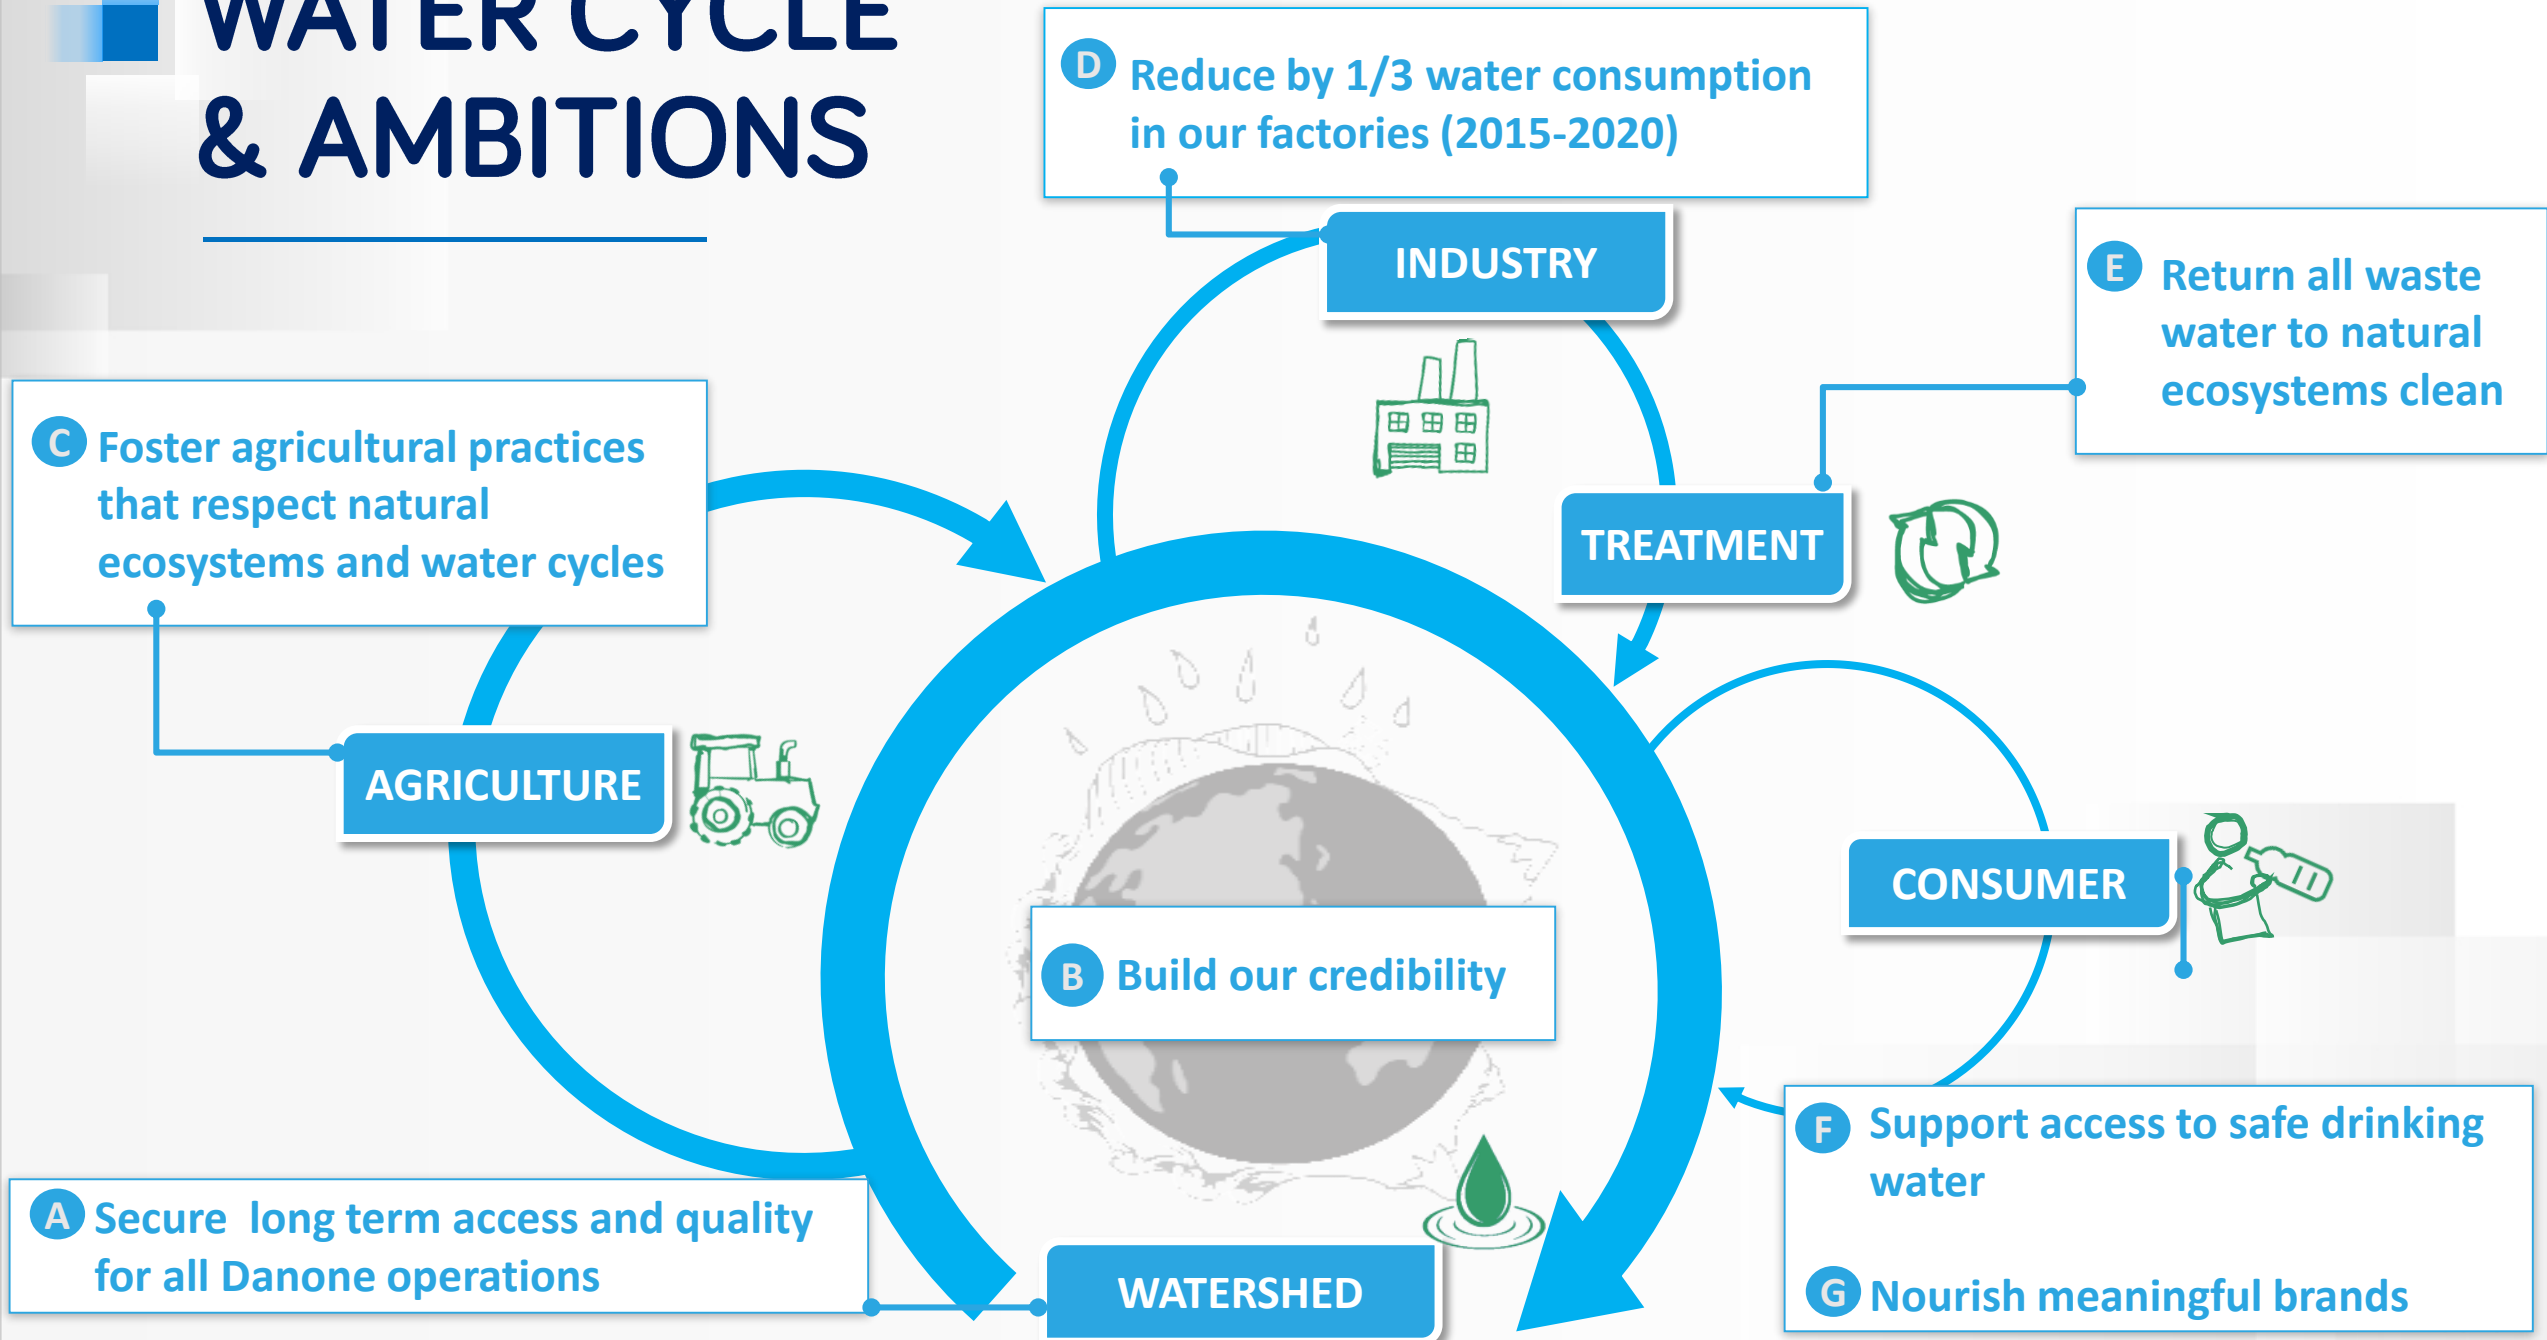 WATER CYCLE
& AMBITIONS
D Reduce by 1/3 water consumption
in our factories (2015-2020)
INDUSTRY
E Return all waste
water to natural
ecosystems clean
C Foster agricultural practices
that respect natural
ecosystems and water cycles
TREATMENT
AGRICULTURE
CONSUMER
B Build our credibility
F Support access to safe drinking
water
A Secure long term access and quality
for all Danone operations
WATERSHED
G Nourish meaningful brands